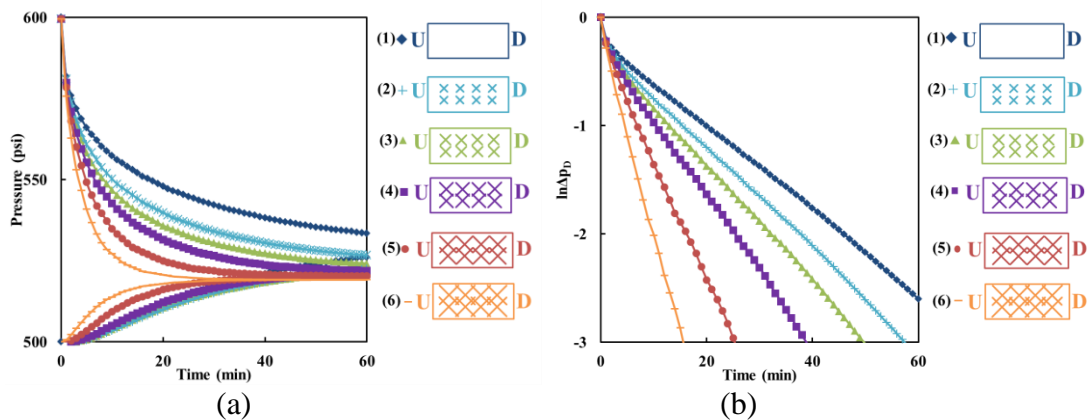 600
550
500
Pressure (psi)
0
20
40
60
Time (min)
(1) U D
(2) U D
(3) U D
(4) U D
(5) U D
(6) U D
(a)
0
-1
-2
-3
lnΔpD
0
20
40
60
Time (min)
(1) U D
(2) U D
(3) U D
(4) U D
(5) U D
(6) U D
(b)